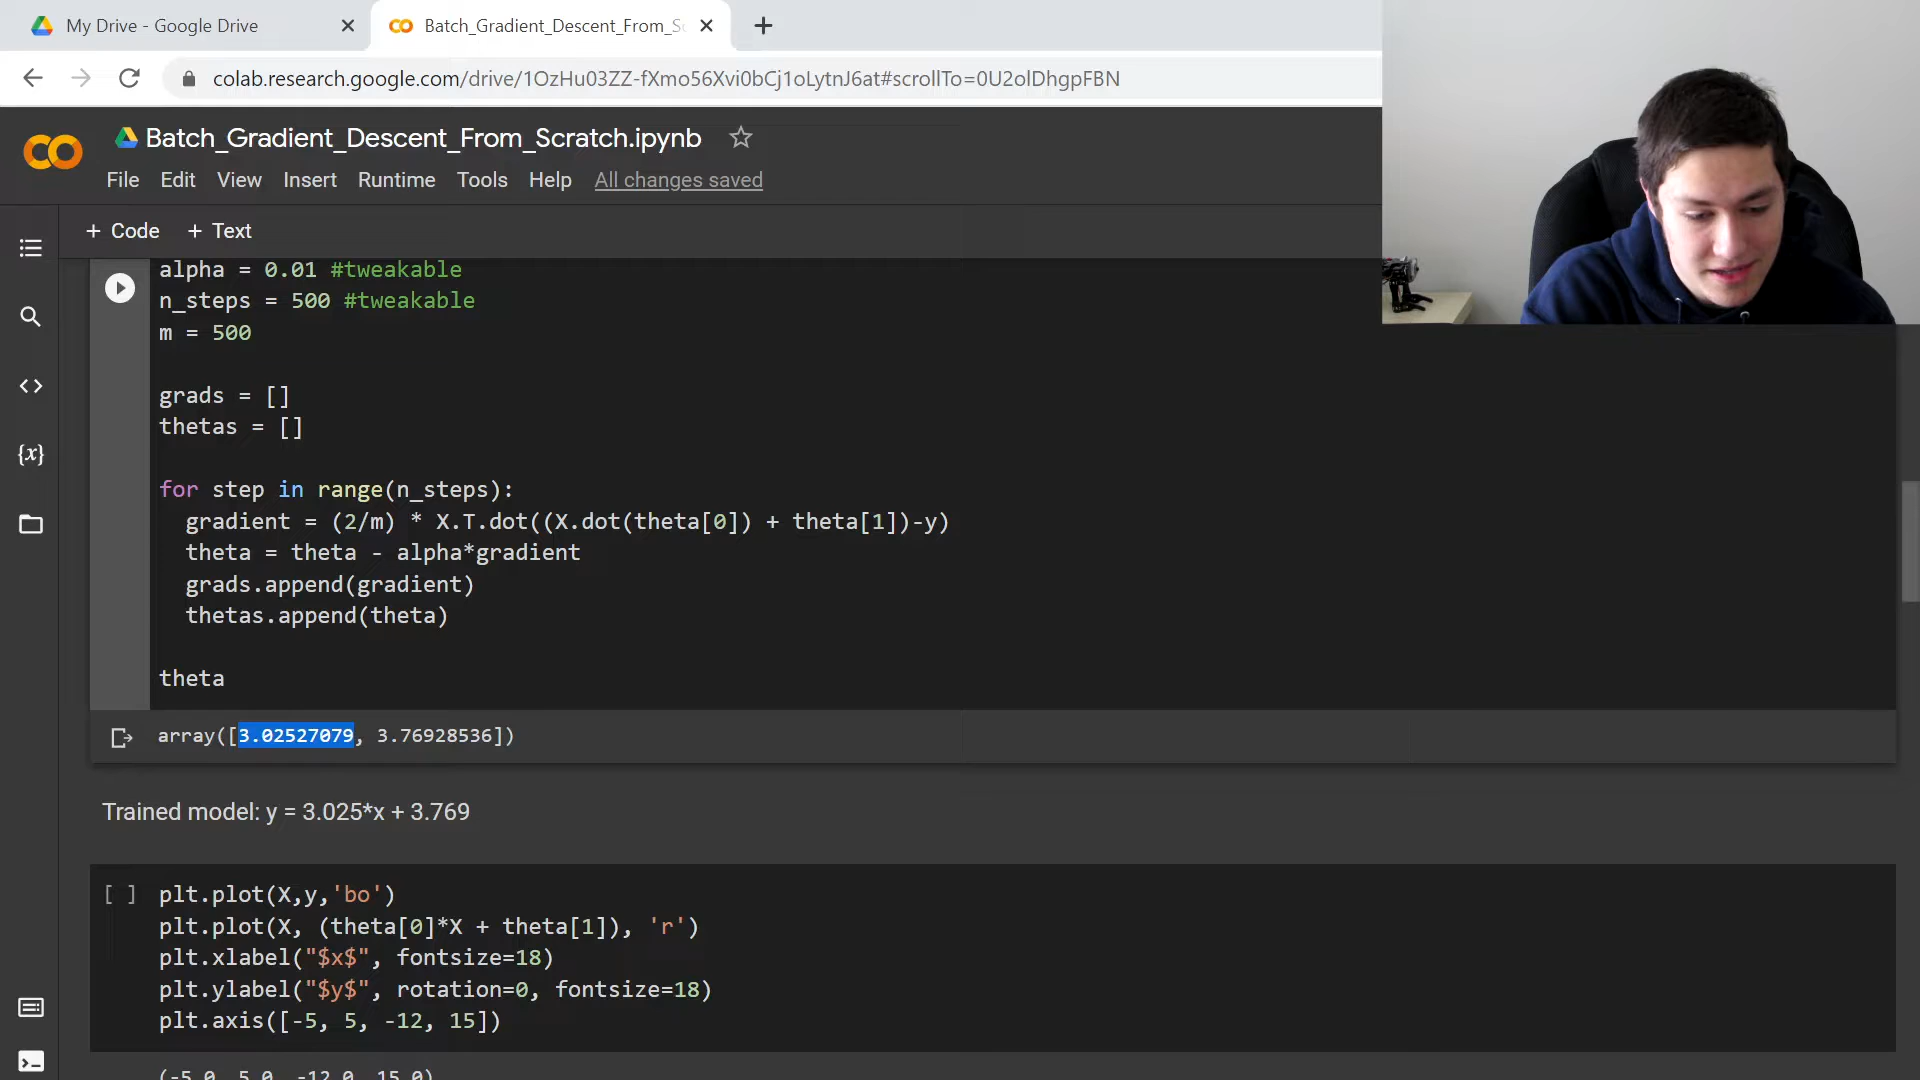 My Drive - Google Drive
Batch_Gradient_Descent_From_Sc
colab.research.google.com/drive/1OzHu03ZZ-fXmo56Xvi0bCj1oLytnJ6at#scrollTo=0U2olDhgpFBN
Batch_Gradient_Descent_From_Scratch.ipynb
File Edit View Insert Runtime Tools Help All changes saved
+ Code + Text
alpha = 0.01 #tweakable
n_steps = 500 #tweakable
m = 500
grads = []
thetas = []
for step in range(n_steps):
gradient = (2/m) * X.T.dot((X.dot(theta[0]) + theta[1])-y)
theta = theta - alpha*gradient
grads.append(gradient)
thetas.append(theta)
theta
array([3.02527079, 3.76928536])
Trained model: y = 3.025*x + 3.769
[ ] plt.plot(X,y,'bo')
plt.plot(X, (theta[0]*X + theta[1]), 'r')
plt.xlabel("$x$", fontsize=18)
plt.ylabel("$y$", rotation=0, fontsize=18)
plt.axis([-5, 5, -12, 15])
(-5.0, 5.0, -12.0, 15.0)